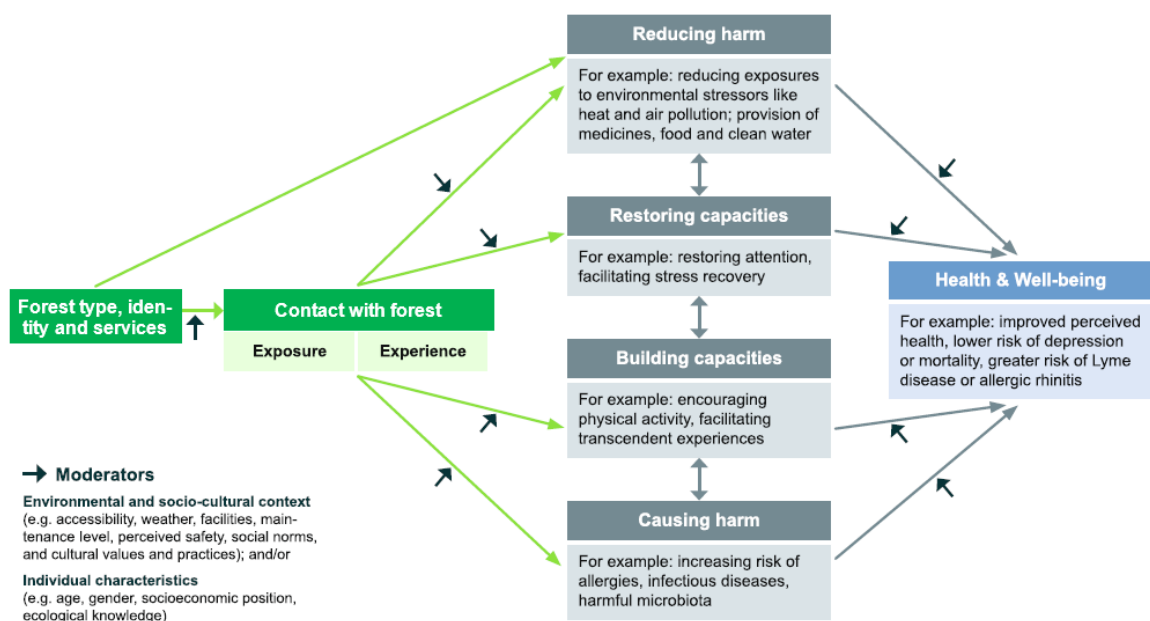 Reducing harm
For example: reducing exposures
to environmental stressors like
heat and air pollution; provision of
medicines, food and clean water
Restoring capacities
For example: restoring attention,
facilitating stress recovery
Forest type, iden-
tity and services
Contact with forest
Exposure
Experience
Building capacities
For example: encouraging
physical activity, facilitating
transcendent experiences
Causing harm
For example: increasing risk of
allergies, infectious diseases,
harmful microbiota
Health & Well-being
For example: improved perceived
health, lower risk of depression
or mortality, greater risk of Lyme
disease or allergic rhinitis
Moderators
Environmental and socio-cultural context
(e.g. accessibility, weather, facilities, main-
tenance level, perceived safety, social norms,
and cultural values and practices); and/or
Individual characteristics
(e.g. age, gender, socioeconomic position,
ecological knowledge)